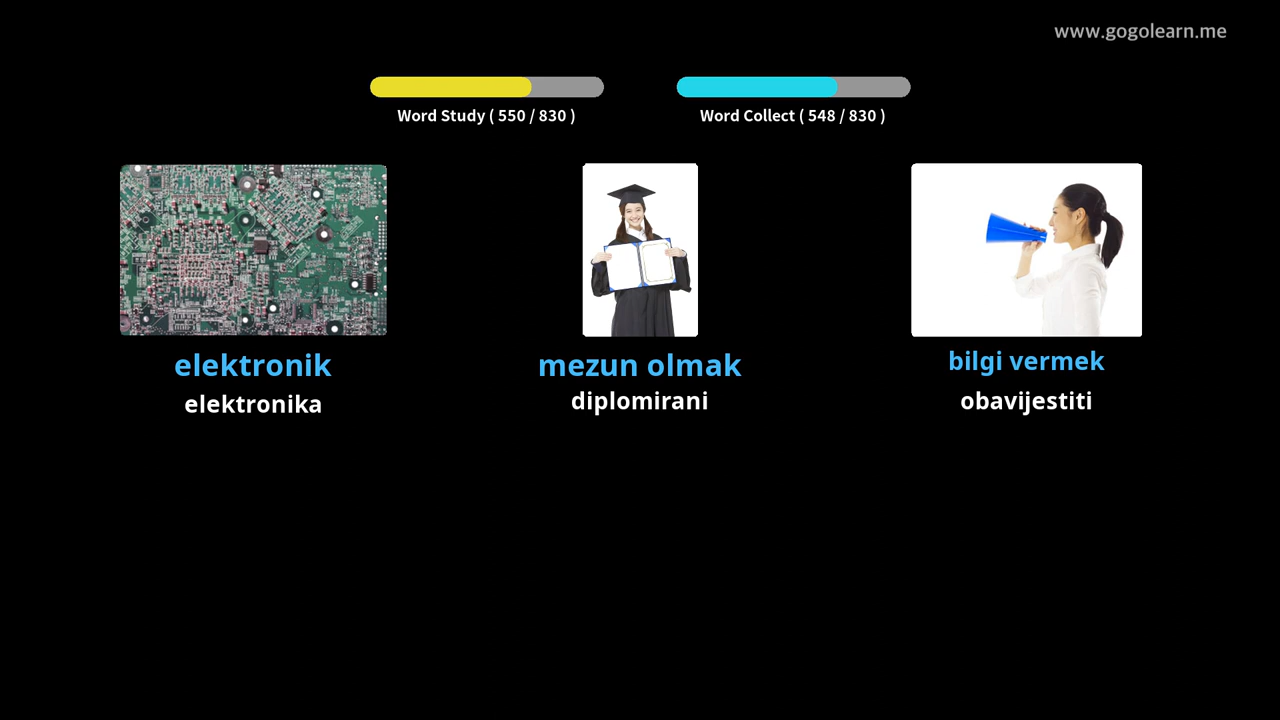 www.gogolearn.me
Word Study ( 550 / 830 )
Word Collect ( 548 / 830 )
elektronik
elektronika
mezun olmak
diplomirani
bilgi vermek
obavijestiti